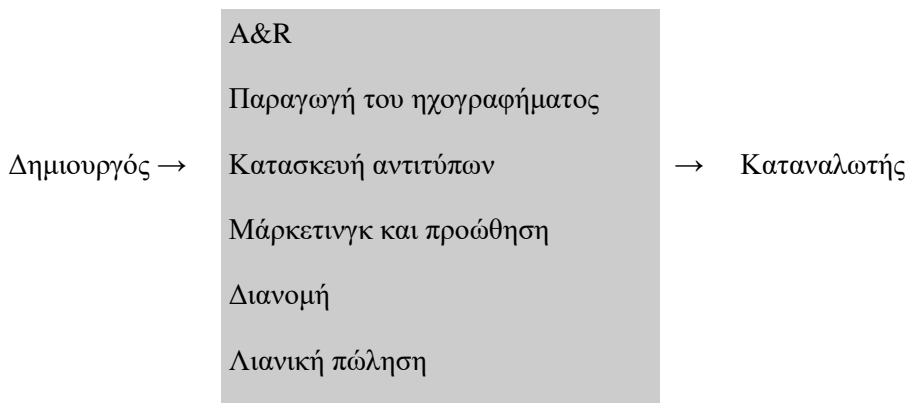 A&R
Παραγωγή του ηχογραφήματος
Δημιουργός → Κατασκευή αντιτύπων → Καταναλωτής
Μάρκετινγκ και προώθηση
Διανομή
Λιανική πώληση